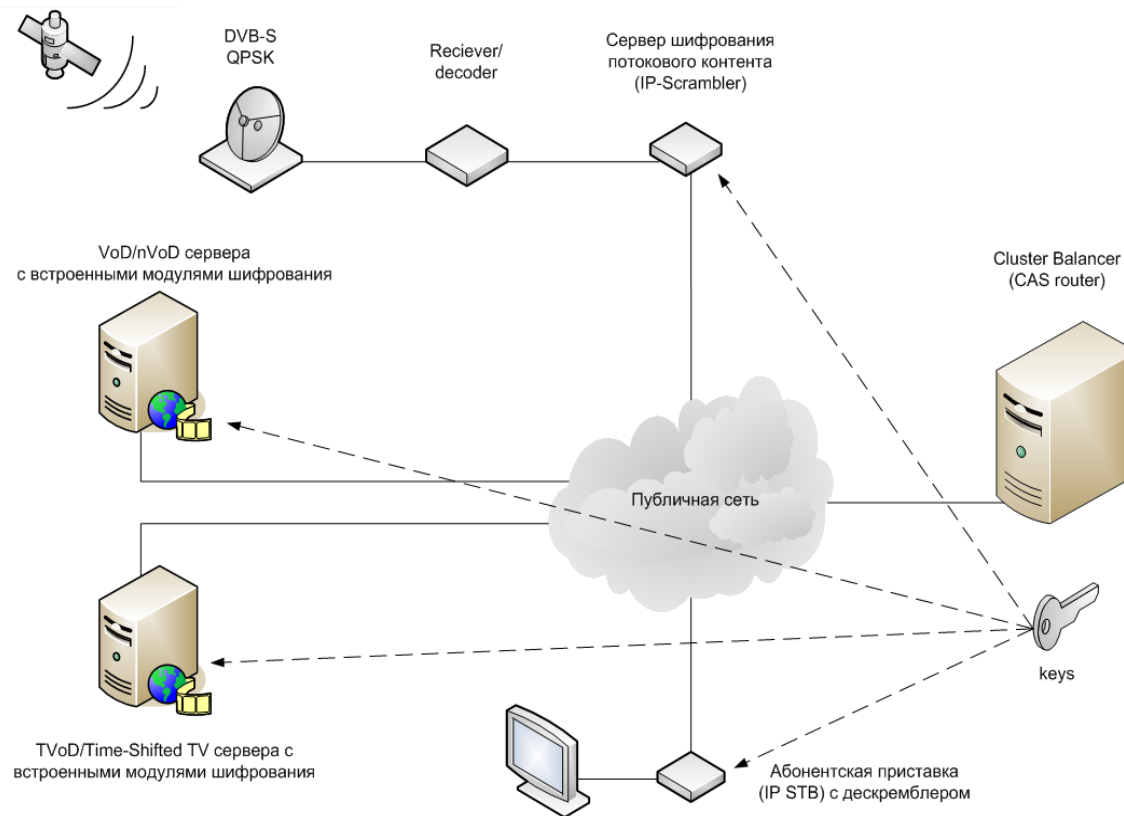 DVB-S
QPSK
Reciever/
decoder
Сервер шифрования
потокового контента
(IP-Scrambler)
VoD/nVoD сервера
с встроенными модулями шифрования
Cluster Balancer
(CAS router)
Публичная сеть
keys
TVoD/Time-Shifted TV сервера с
встроенными модулями шифрования
Абонентская приставка
(IP STB) с дескремблером